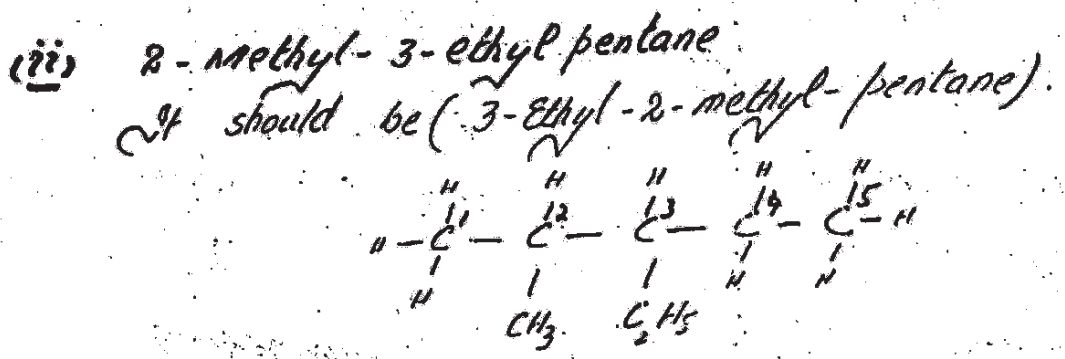 (ii) 2-Methyl-3-ethyl pentane
It should be (3-Ethyl-2-methyl-pentane).
H H H H H
H-C1-C2-C3-C4-C5-H
H H H
CH3 C2H5